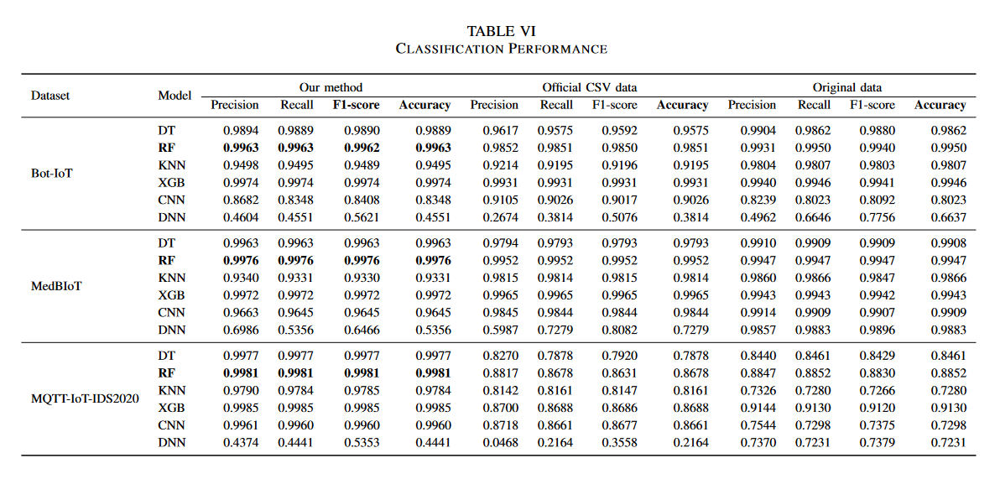 TABLE VI
CLASSIFICATION PERFORMANCE
Dataset Model Our method Official CSV data Original data
Precision Recall F1-score Accuracy Precision Recall F1-score Accuracy Precision Recall F1-score Accuracy
Bot-IoT
DT 0.9894 0.9889 0.9890 0.9889 0.9617 0.9575 0.9592 0.9575 0.9904 0.9862 0.9880 0.9862
RF 0.9963 0.9963 0.9962 0.9963 0.9852 0.9851 0.9850 0.9851 0.9931 0.9950 0.9940 0.9950
KNN 0.9498 0.9495 0.9489 0.9495 0.9214 0.9195 0.9196 0.9195 0.9804 0.9807 0.9803 0.9807
XGB 0.9974 0.9974 0.9974 0.9974 0.9931 0.9931 0.9931 0.9931 0.9940 0.9946 0.9941 0.9946
CNN 0.8682 0.8348 0.8408 0.8348 0.9105 0.9026 0.9017 0.9026 0.8239 0.8023 0.8092 0.8023
DNN 0.4604 0.4551 0.5621 0.4551 0.2674 0.3814 0.5076 0.3814 0.4962 0.6646 0.7756 0.6637
MedBIoT
DT 0.9963 0.9963 0.9963 0.9963 0.9794 0.9793 0.9793 0.9793 0.9910 0.9909 0.9909 0.9908
RF 0.9976 0.9976 0.9976 0.9976 0.9952 0.9952 0.9952 0.9952 0.9947 0.9947 0.9947 0.9947
KNN 0.9340 0.9331 0.9330 0.9331 0.9815 0.9814 0.9815 0.9814 0.9860 0.9866 0.9847 0.9866
XGB 0.9972 0.9972 0.9972 0.9972 0.9965 0.9965 0.9965 0.9965 0.9943 0.9943 0.9942 0.9943
CNN 0.9663 0.9645 0.9645 0.9645 0.9845 0.9844 0.9844 0.9844 0.9914 0.9909 0.9907 0.9909
DNN 0.6986 0.5356 0.6466 0.5356 0.5987 0.7279 0.8082 0.7279 0.9857 0.9883 0.9896 0.9883
MQTT-IoT-IDS2020
DT 0.9977 0.9977 0.9977 0.9977 0.8270 0.7878 0.7920 0.7878 0.8440 0.8461 0.8429 0.8461
RF 0.9981 0.9981 0.9981 0.9981 0.8817 0.8678 0.8631 0.8678 0.8847 0.8852 0.8830 0.8852
KNN 0.9790 0.9784 0.9785 0.9784 0.8142 0.8161 0.8147 0.8161 0.7326 0.7280 0.7266 0.7280
XGB 0.9985 0.9985 0.9985 0.9985 0.8700 0.8688 0.8686 0.8688 0.9144 0.9130 0.9120 0.9130
CNN 0.9961 0.9960 0.9960 0.9960 0.8718 0.8661 0.8677 0.8661 0.7544 0.7298 0.7375 0.7298
DNN 0.4374 0.4441 0.5353 0.4441 0.0468 0.2164 0.3558 0.2164 0.7370 0.7231 0.7379 0.7231